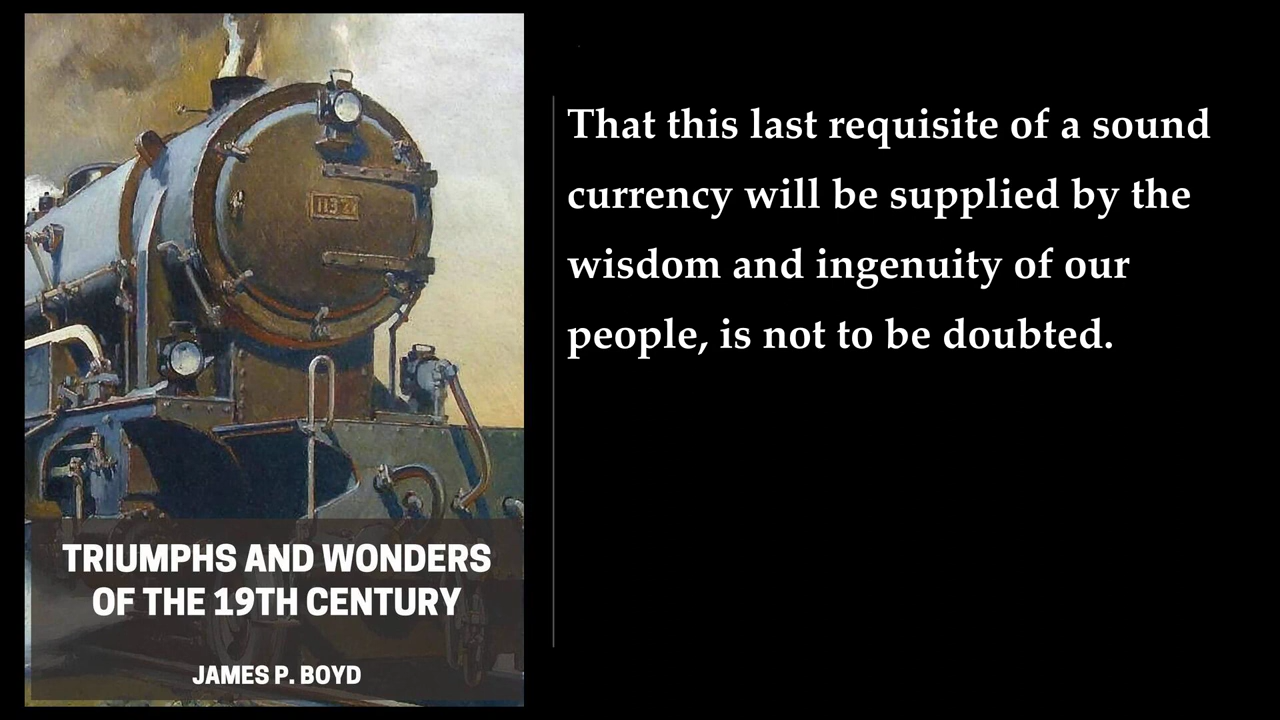 That this last requisite of a sound
currency will be supplied by the
wisdom and ingenuity of our
people, is not to be doubted.
TRIUMPHS AND WONDERS
OF THE 19TH CENTURY
JAMES P. BOYD